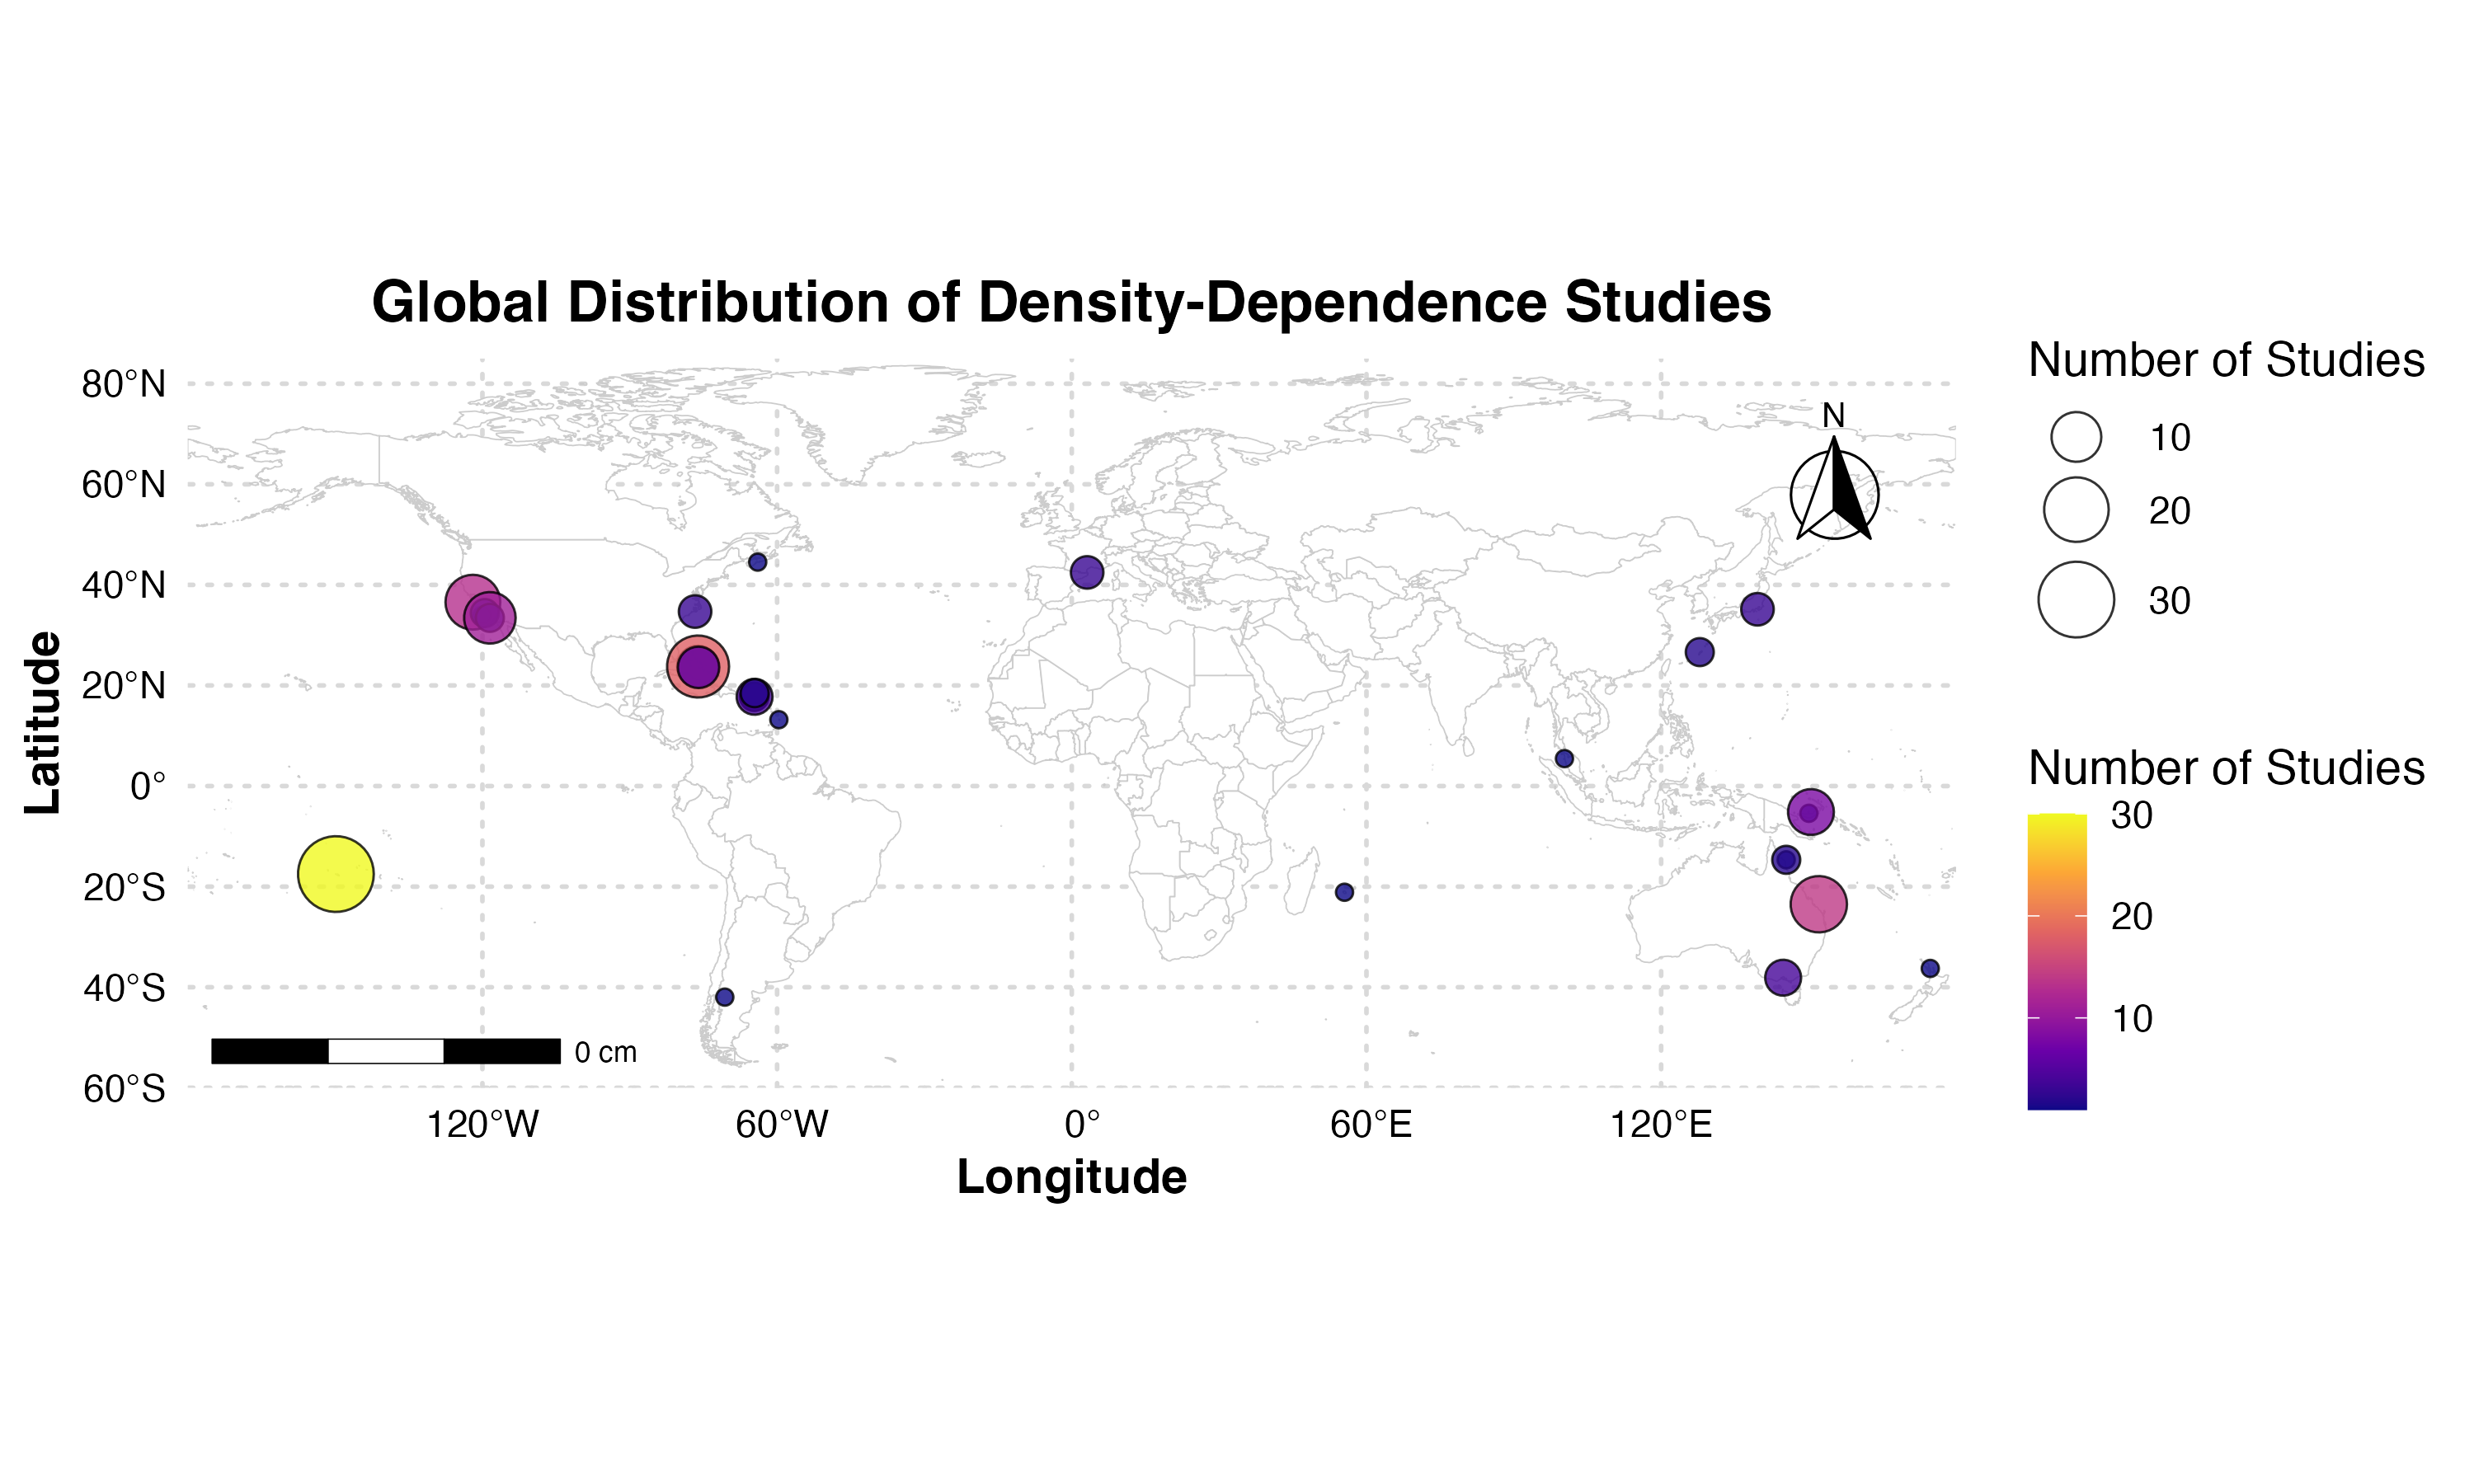 Global Distribution of Density-Dependence Studies
80°N
60°N
40°N
20°N
0°
20°S
40°S
60°S
Latitude
N
0 cm
120°W
60°W
0°
60°E
120°E
Longitude
Number of Studies
10
20
30
Number of Studies
30
20
10